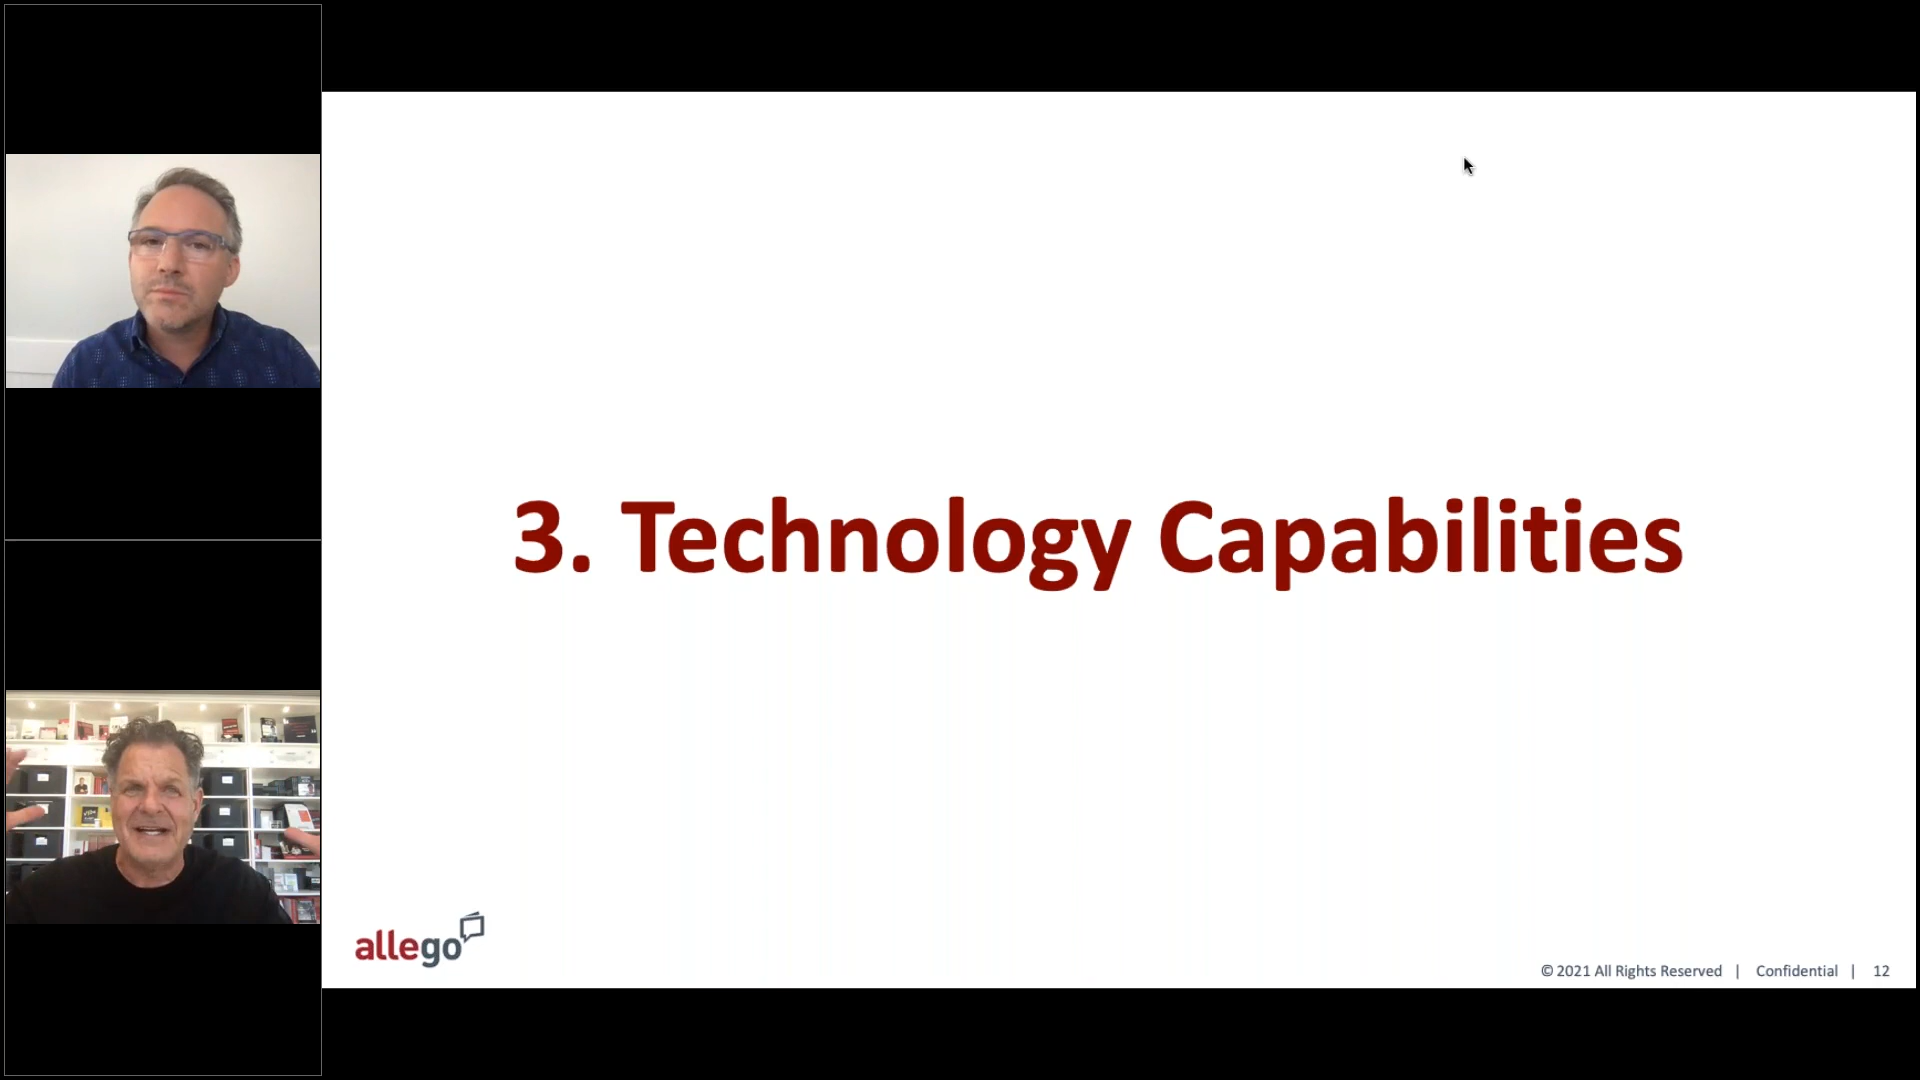 3. Technology Capabilities
allego
© 2021 All Rights Reserved | Confidential | 12